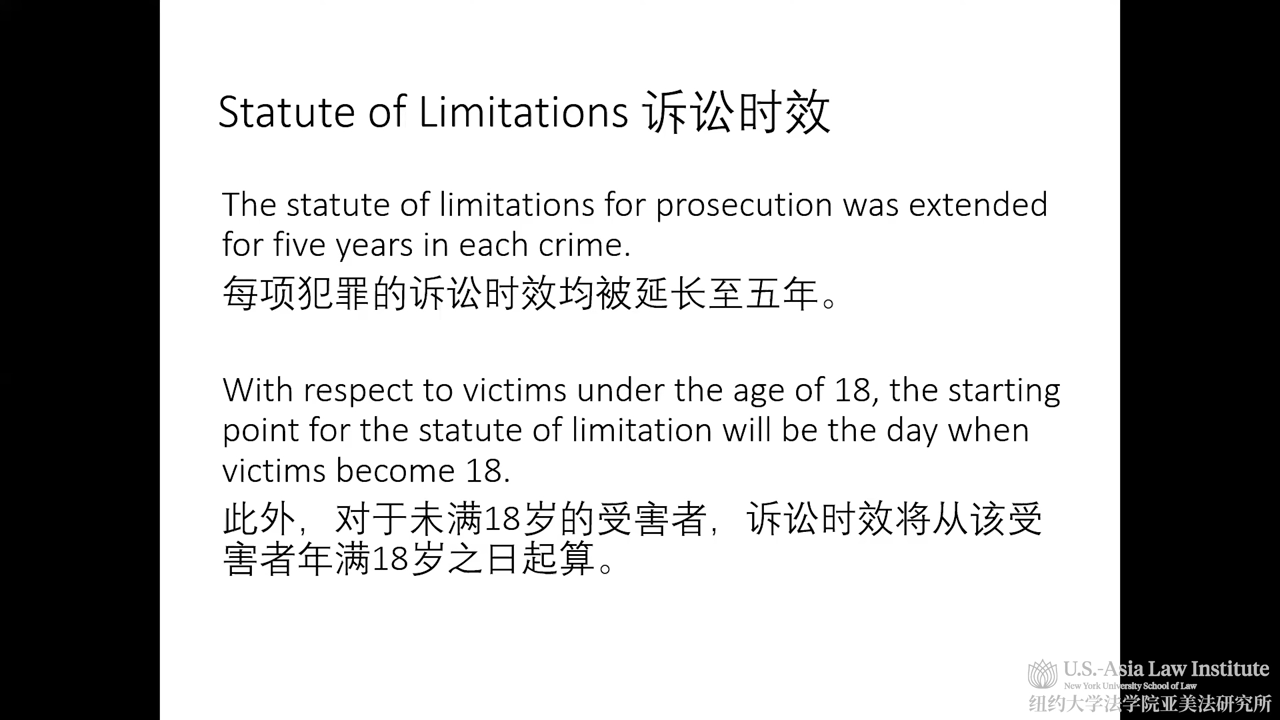 Statute of Limitations 诉讼时效
The statute of limitations for prosecution was extended
for five years in each crime.
每项犯罪的诉讼时效均被延长至五年。
With respect to victims under the age of 18, the starting
point for the statute of limitation will be the day when
victims become 18.
此外，对于未满18岁的受害者，诉讼时效将从该受
害者年满18岁之日起算。
U.S.-Asia Law Institute
New York University School of Law
纽约大学法学院亚美法研究所